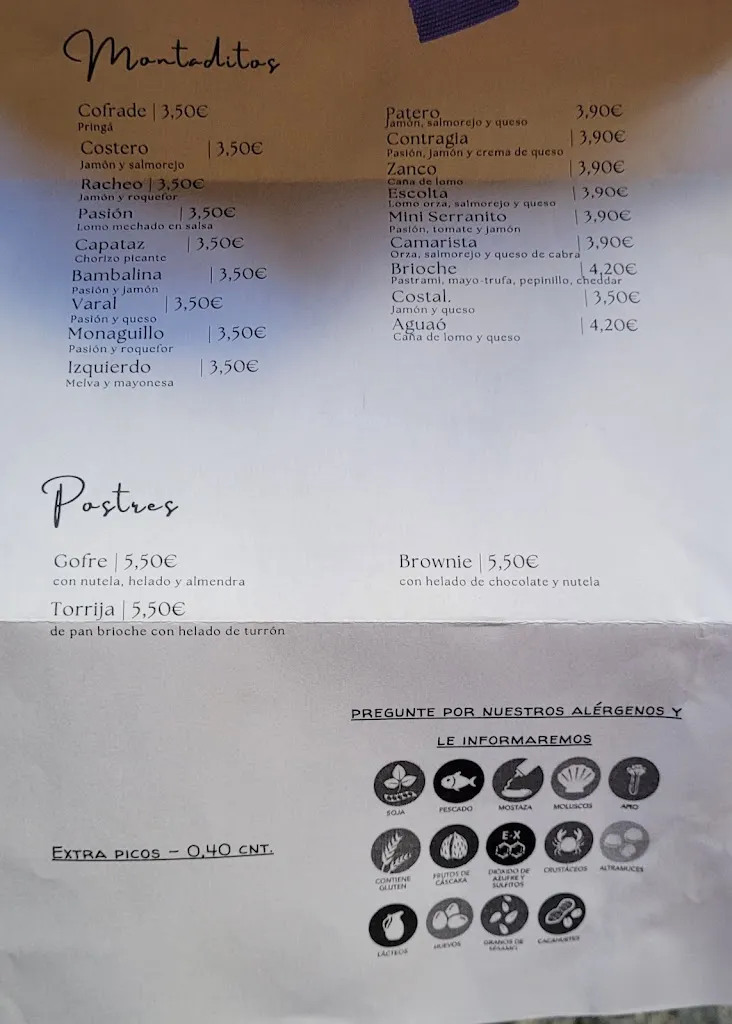 Montaditos
Cofrade | 3,50€
Pringá
Costero | 3,50€
Jamón y salmorejo
Racheo | 3,50€
Jamón y roquefor
Pasión | 3,50€
Lomo mechado en salsa
Capataz | 3,50€
Chorizo picante
Bambalina | 3,50€
Pasión y jamón
Varal | 3,50€
Pasión y queso
Monaguillo | 3,50€
Pasión y roquefor
Izquierdo | 3,50€
Melva y mayonesa
Patero 3,90€
Jamón, salmorejo y queso
Contragia | 3,90€
Pasión, jamón y crema de queso
Zanco | 3,90€
Caña de lomo
Escolta | 3,90€
Lomo orza, salmorejo y queso
Mini Serranito | 3,90€
Pasión, tomate y jamón
Camarista | 3,90€
Orza, salmorejo y queso de cabra
Brioche | 4,20€
Pastrami, mayo-trufa, pepinillo, cheddar
Costal. | 3,50€
Jamón y queso
Aguaó | 4,20€
Caña de lomo y queso
Postres
Gofre | 5,50€
con nutela, helado y almendra
Torrija | 5,50€
de pan brioche con helado de turrón
Brownie | 5,50€
con helado de chocolate y nutela
PREGUNTE POR NUESTROS ALÉRGENOS Y
LE INFORMAREMOS
SOJA PESCADO MOSTAZA MOLUSCOS APIO
E-X
CONTIENE GLUTEN
FRUTOS DE CÁSCARA
DIÓXIDO DE AZUFRE Y SULFITOS
CRUSTÁCEOS
ALTRAMUCES
LÁCTEOS
HUEVOS
GRANOS DE SÉSAMO
CACAHUETES
EXTRA PICOS - 0,40 CNT.